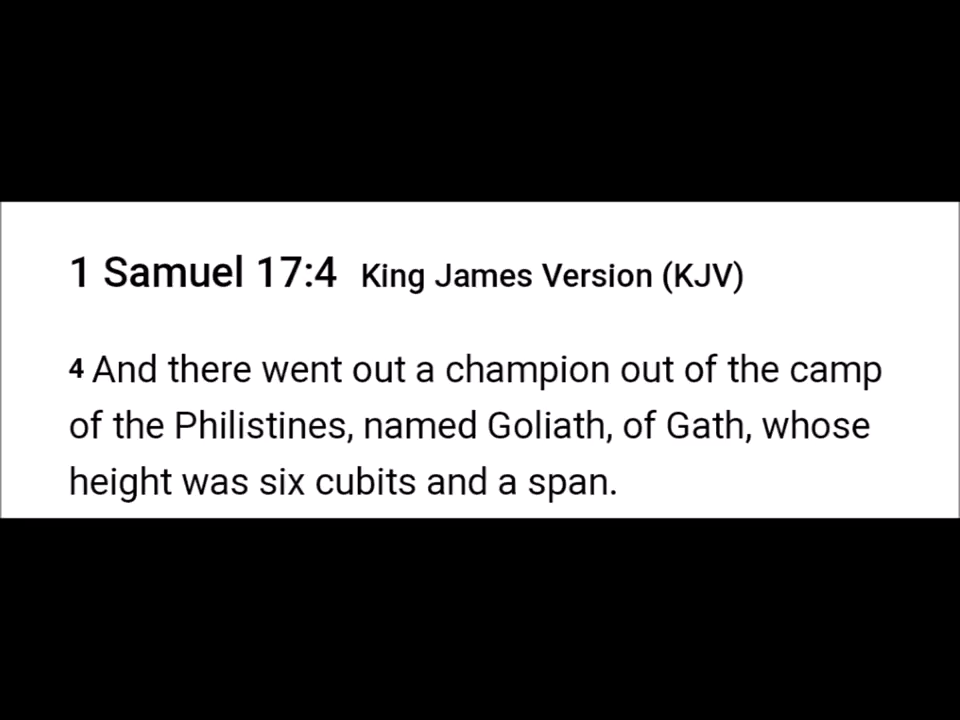 1 Samuel 17:4 King James Version (KJV)
4 And there went out a champion out of the camp
of the Philistines, named Goliath, of Gath, whose
height was six cubits and a span.